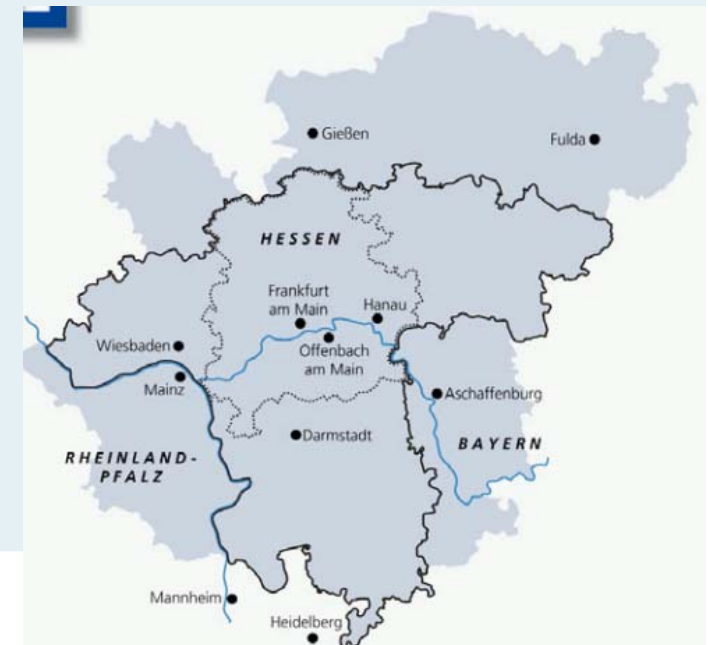 Gießen
Fulda
HESSEN
Frankfurt
am Main
Hanau
Wiesbaden
Offenbach
am Main
Mainz
Aschaffenburg
Darmstadt
BAYERN
RHEINLAND-
PFALZ
Mannheim
Heidelberg